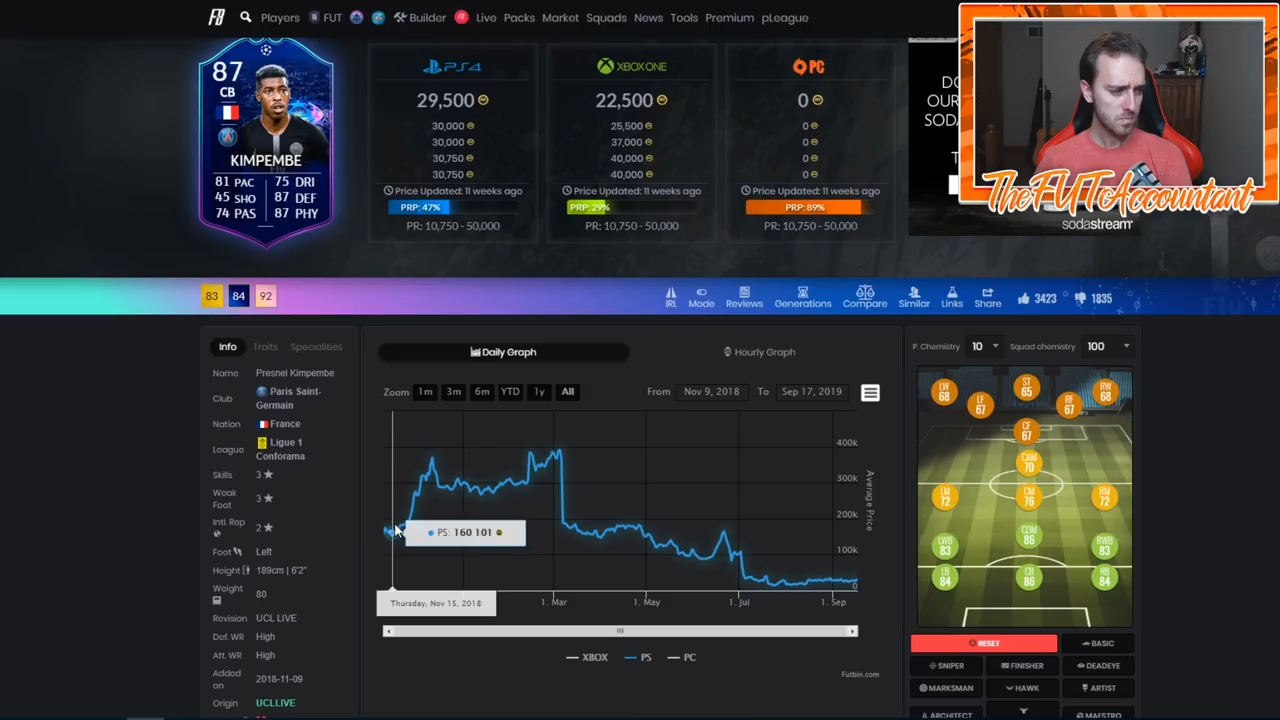 F8 Players FUT Builder Live Packs Market Squads News Tools Premium pLeague
87
CB
KIMPEMBE
81 PAC 75 DRI
45 SHO 87 DEF
74 PAS 87 PHY
PS4
29,500
30,000
30,000
30,750
30,750
Price Updated: 11 weeks ago
PRP: 47%
PR: 10,750 - 50,000
XBOX ONE
22,500
25,500
37,000
40,000
40,000
Price Updated: 11 weeks ago
PRP: 29%
PR: 10,750 - 50,000
PC
0
0
0
0
0
Price Updated: 11 weeks ago
PRP: 89%
PR: 10,750 - 50,000
sodastream
TheFUTAccountant
83 84 92
IRL Mode Reviews Generations Compare Similar Links Share 3423 1835
Info Traits Specialities
Name Presnel Kimpembe
Club Paris Saint-
Germain
Nation France
League Ligue 1
Conforama
Skills 3
Weak
Foot 3
Intl. Rep 2
Foot Left
Height 189cm | 6'2"
Weight 80
Revision UCL LIVE
Def. WR High
Att. WR High
Added
on 2018-11-09
Origin UCLLIVE
Daily Graph Hourly Graph
Zoom 1m 3m 6m YTD 1y All From Nov 9, 2018 To Sep 17, 2019
400k
300k
200k
100k
0
Average Price
PS: 160 101
Thursday, Nov 15, 2018
1. Mar 1. May 1. Jul 1. Sep
XBOX PS PC
Futbin.com
P. Chemistry 10 Squad chemistry 100
LW
68
LF
67
ST
65
RF
67
RW
68
CF
67
CAM
70
LM
72
CM
76
RM
72
CDM
86
LWB
83
RWB
83
LB
84
CB
86
RB
84
RESET BASIC
SNIPER FINISHER DEADEYE
MARKSMAN HAWK ARTIST
ARCHITECT MAESTRO